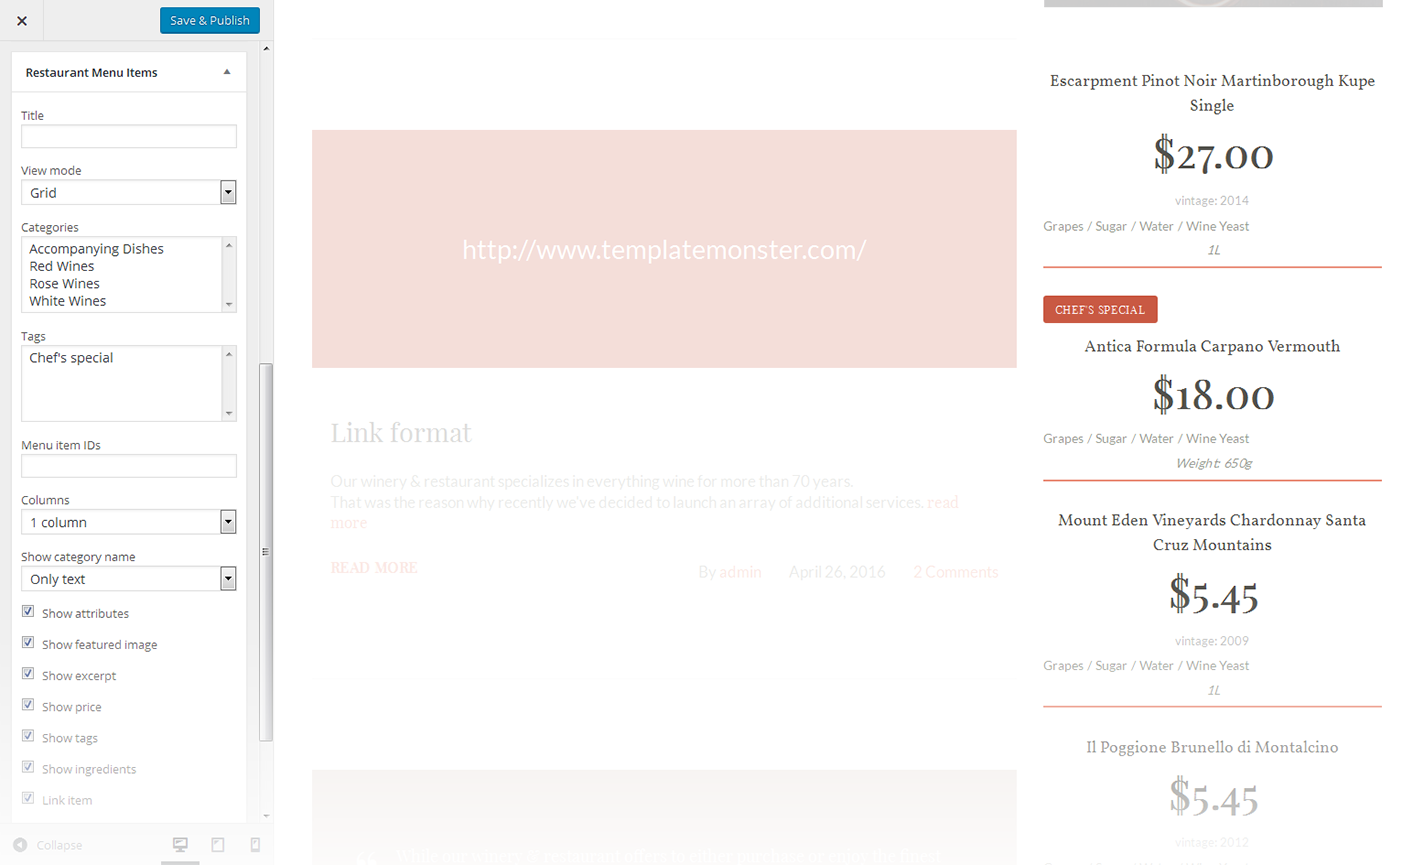 Save & Publish
Restaurant Menu Items
Title
View mode
Grid
Categories
Accompanying Dishes
Red Wines
Rose Wines
White Wines
Tags
Chef's special
Menu item IDs
Columns
1 column
Show category name
Only text
Show attributes
Show featured image
Show excerpt
Show price
Show tags
Show ingredients
Link item
Collapse
http://www.templatemonster.com/
Link format
Our winery & restaurant specializes in everything wine for more than 70 years.
That was the reason why recently we've decided to launch an array of additional services. read
more
READ MORE
By admin
April 26, 2016
2 Comments
Escarpment Pinot Noir Martinborough Kupe
Single
$27.00
vintage: 2014
Grapes / Sugar / Water / Wine Yeast
1L
CHEF'S SPECIAL
Antica Formula Carpano Vermouth
$18.00
Grapes / Sugar / Water / Wine Yeast
Weight: 650g
Mount Eden Vineyards Chardonnay Santa
Cruz Mountains
$5.45
vintage: 2009
Grapes / Sugar / Water / Wine Yeast
1L
Il Poggione Brunello di Montalcino
$5.45
vintage: 2012